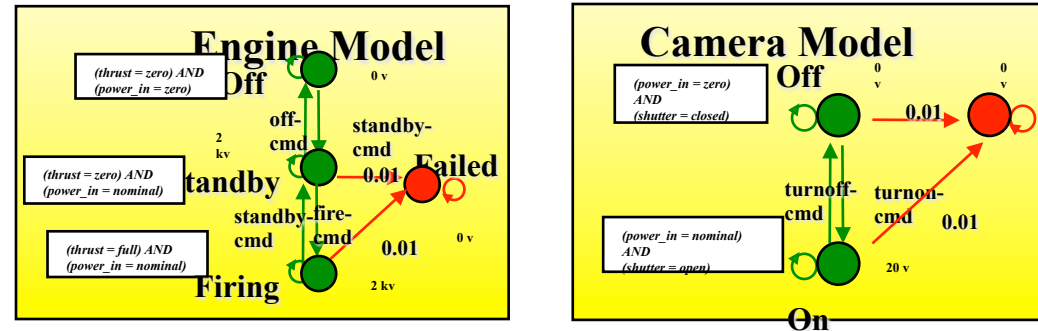 Engine Model
(thrust = zero) AND
(power_in = zero)
Off
0 v
off-
cmd
standby-
cmd
2
kv
(thrust = zero) AND
(power_in = nominal)
tandby
0.01
Failed
standby-
cmd
fire-
cmd
0.01
0 v
(thrust = full) AND
(power_in = nominal)
Firing
2 kv
Camera Model
(power_in = zero)
AND
(shutter = closed)
Off
0
v
0
v
0.01
turnoff-
cmd
turnon-
cmd
0.01
(power_in = nominal)
AND
(shutter = open)
20 v
On